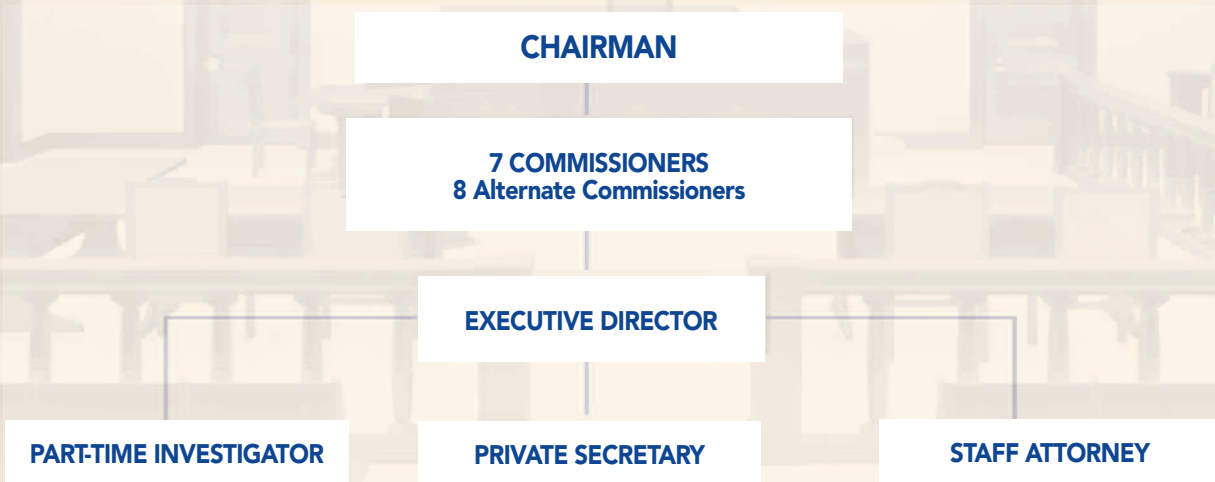 CHAIRMAN
7 COMMISSIONERS
8 Alternate Commissioners
EXECUTIVE DIRECTOR
PART-TIME INVESTIGATOR
PRIVATE SECRETARY
STAFF ATTORNEY